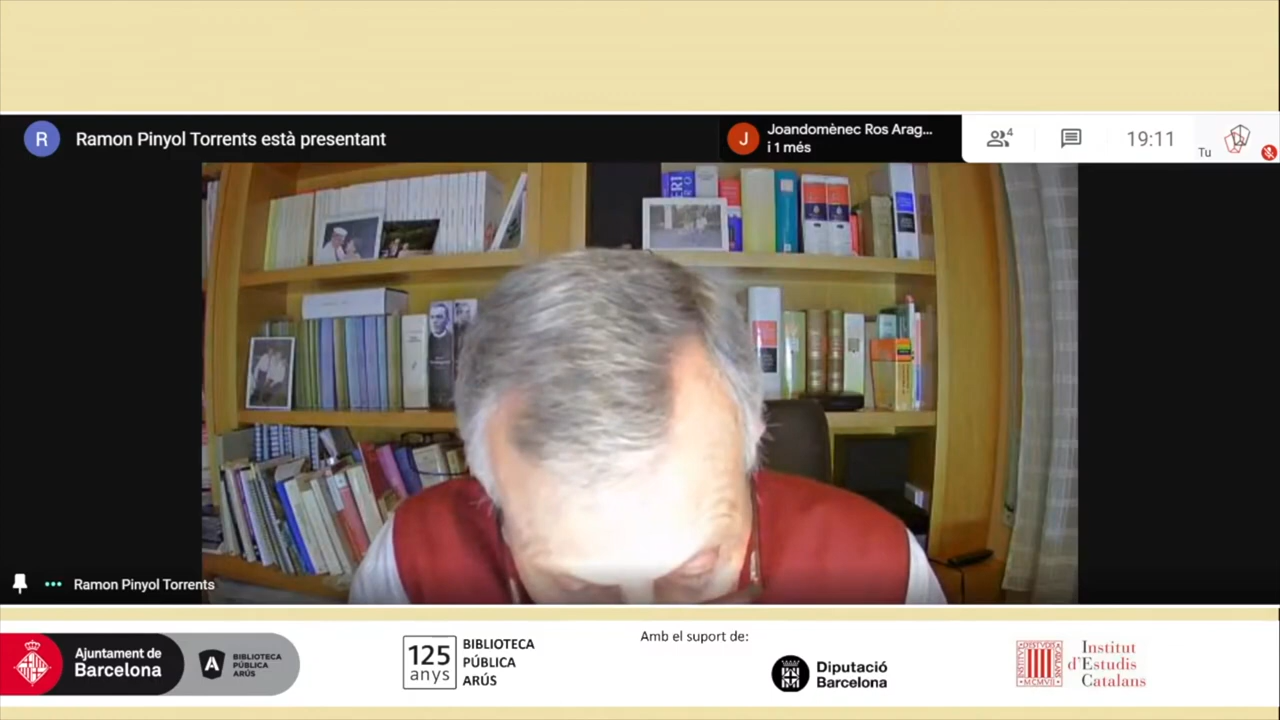 R
Ramon Pinyol Torrents està presentant
J
Joandomènec Ros Arag...
i 1 més
4
19:11
Tu
Ramon Pinyol Torrents
Ajuntament de
Barcelona
A
BIBLIOTECA
PÚBLICA
ARÚS
125
anys
BIBLIOTECA
PÚBLICA
ARÚS
Amb el suport de:
Diputació
Barcelona
Institut
d'Estudis
Catalans